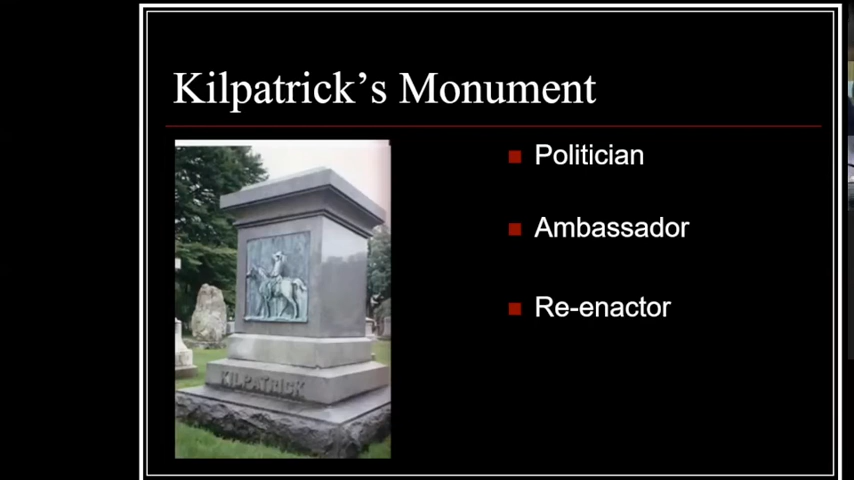 Kilpatrick's Monument
Politician
Ambassador
Re-enactor
KILPATRICK